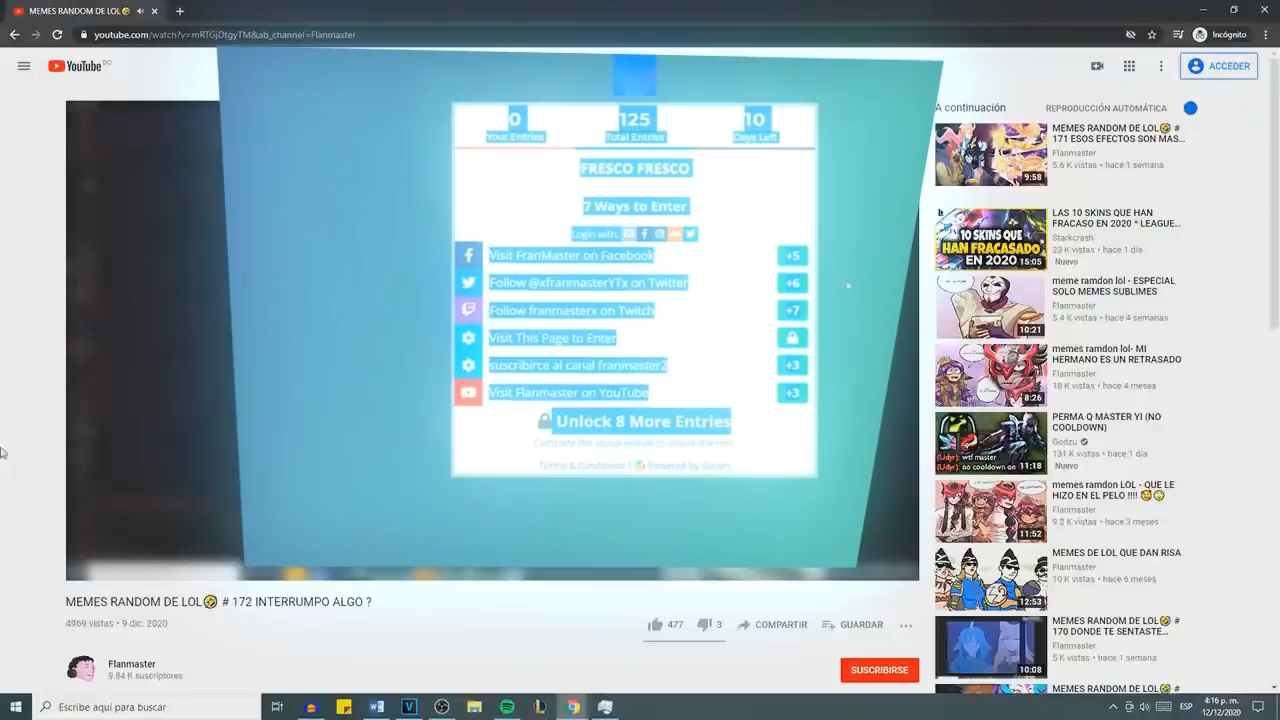 MEMES RANDOM DE LOL🤣
youtube.com/watch?v=mRTGjDtgyTM&ab_channel=Flanmaster
Incógnito
YouTube DO
ACCEDER
0 125 10
Your Entries Total Entries Days Left
FRESCO FRESCO
7 Ways to Enter
Login with:
Visit FranMaster on Facebook +5
Follow @xfranmasterYTx on Twitter +6
Follow franmasterx on Twitch +7
Visit This Page to Enter
suscribirce al canal franmaster2 +3
Visit Flanmaster on YouTube +3
Unlock 8 More Entries
Complete the above entries to unlock the rest
Terms & Conditions | Powered by Gleam
MEMES RANDOM DE LOL🤣 # 172 INTERRUMPO ALGO ?
4969 vistas • 9 dic. 2020
477 3 COMPARTIR GUARDAR
Flanmaster
9.84 K suscriptores
SUSCRIBIRSE
A continuación REPRODUCCIÓN AUTOMÁTICA
MEMES RANDOM DE LOL🤣 #
171 ESOS EFECTOS SON MAS...
Flanmaster
5.6 K vistas • hace 1 semana
9:58
LAS 10 SKINS QUE HAN
FRACASO EN 2020 * LEAGUE...
Starkcrash
23 K vistas • hace 1 día
Nuevo
10 SKINS QUE
HAN FRACASADO
EN 2020
15:05
meme ramdon lol - ESPECIAL
SOLO MEMES SUBLIMES
Flanmaster
5.4 K vistas • hace 4 semanas
10:21
memes ramdon lol- MI
HERMANO ES UN RETRASADO
Flanmaster
18 K vistas • hace 4 meses
8:26
PERMA Q MASTER YI (NO
COOLDOWN)
Godzu
131 K vistas • hace 1 día
Nuevo
(Udyr): wtf master
(Udyr): no cooldown on
11:18
memes ramdon LOL - QUE LE
HIZO EN EL PELO !!!!
Flanmaster
9.2 K vistas • hace 3 meses
11:52
MEMES DE LOL QUE DAN RISA
Flanmaster
10 K vistas • hace 6 meses
12:53
MEMES RANDOM DE LOL🤣 #
170 DONDE TE SENTASTE...
Flanmaster
5 K vistas • hace 1 semana
10:08
MEMES RANDOM DE LOL🤣 #
Escribe aquí para buscar
ESP
4:16 p. m.
12/12/2020